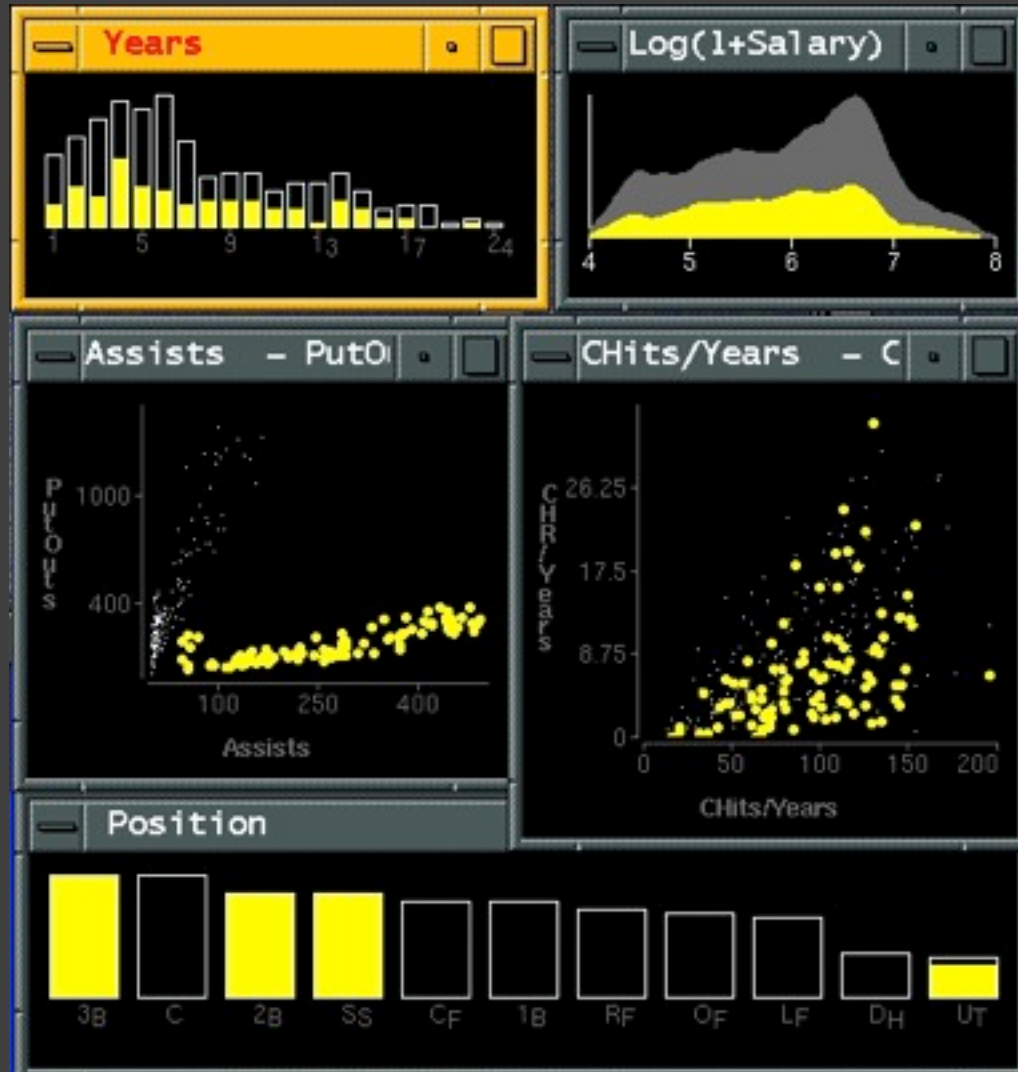 Years
1 5 9 13 17 24
Log(1+Salary)
4 5 6 7 8
Assists - PutO
PutOuts
1000
400
100 250 400
Assists
CHits/Years - C
CHR/Years
26.25
17.5
8.75
0
0 50 100 150 200
CHits/Years
Position
3B C 2B SS CF 1B RF OF LF DH UT